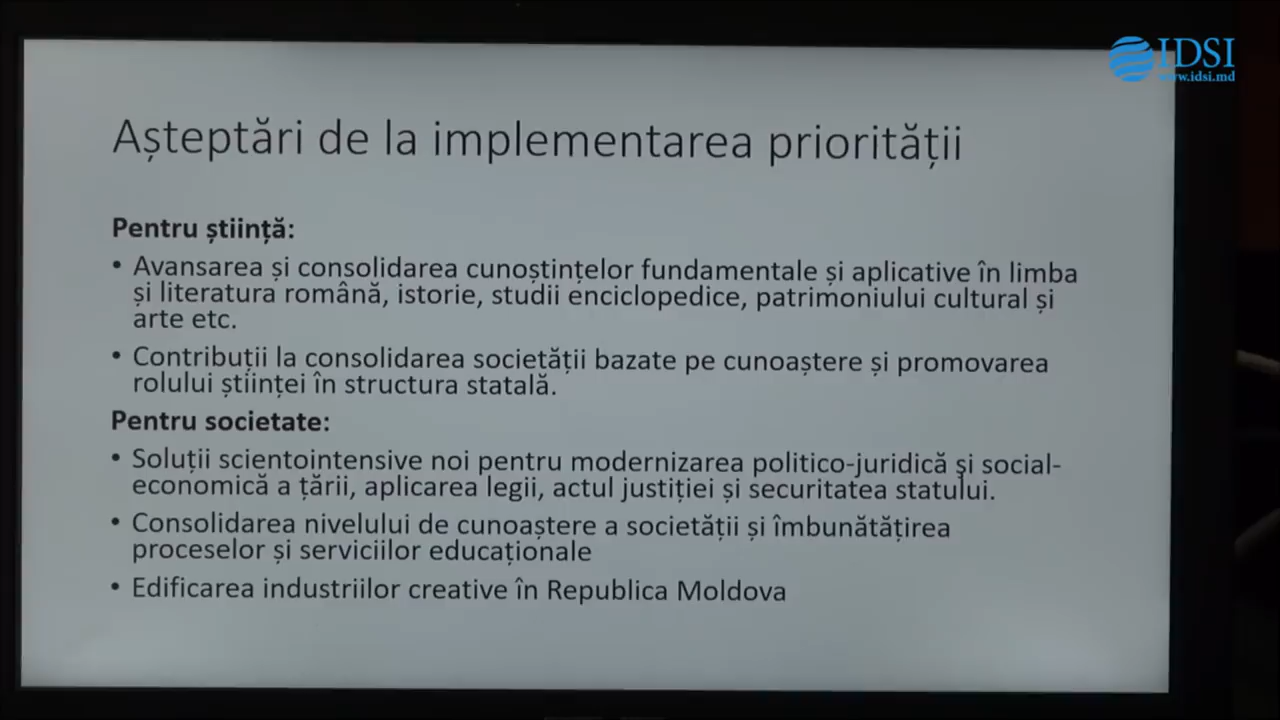 IDSI
www.idsi.md
Așteptări de la implementarea priorității
Pentru știință:
• Avansarea și consolidarea cunoștințelor fundamentale și aplicative în limba
și literatura română, istorie, studii enciclopedice, patrimoniului cultural și
arte etc.
• Contribuții la consolidarea societății bazate pe cunoaștere și promovarea
rolului științei în structura statală.
Pentru societate:
• Soluții scientointensive noi pentru modernizarea politico-juridică şi social-
economică a țării, aplicarea legii, actul justiției și securitatea statului.
• Consolidarea nivelului de cunoaștere a societății și îmbunătățirea
proceselor și serviciilor educaționale
• Edificarea industriilor creative în Republica Moldova